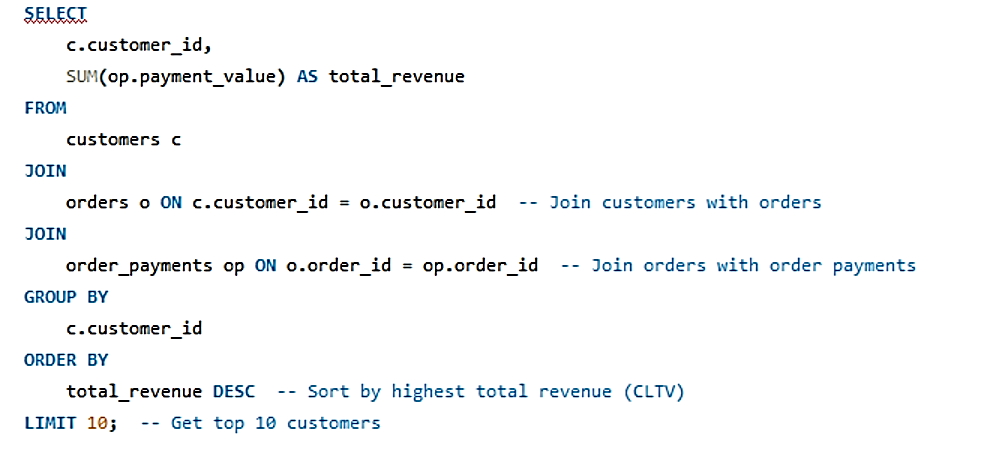 SELECT
c.customer_id,
SUM(op.payment_value) AS total_revenue
FROM
customers c
JOIN
orders o ON c.customer_id = o.customer_id  -- Join customers with orders
JOIN
order_payments op ON o.order_id = op.order_id  -- Join orders with order payments
GROUP BY
c.customer_id
ORDER BY
total_revenue DESC  -- Sort by highest total revenue (CLTV)
LIMIT 10;  -- Get top 10 customers